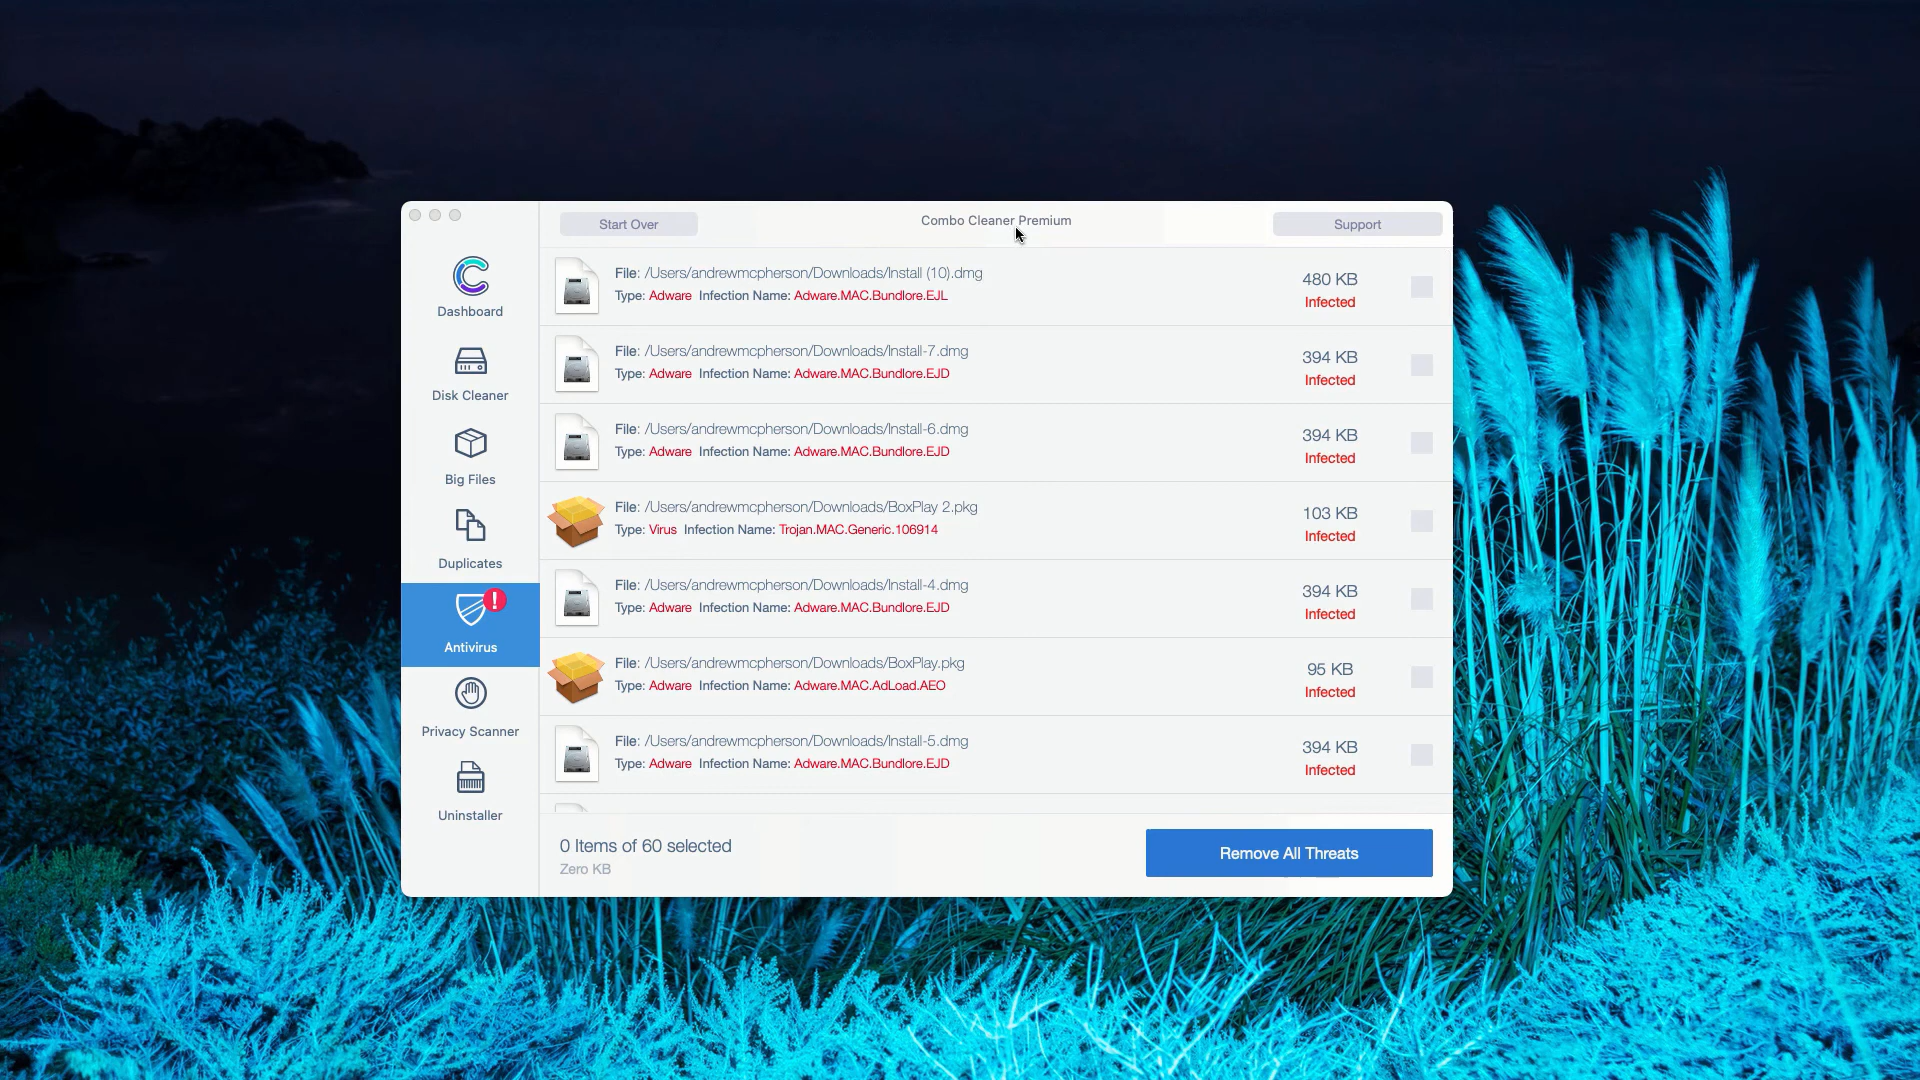 Start Over
Combo Cleaner Premium
Support
Dashboard
Disk Cleaner
Big Files
Duplicates
Antivirus
Privacy Scanner
Uninstaller
File: /Users/andrewmcpherson/Downloads/Install (10).dmg
Type: Adware Infection Name: Adware.MAC.Bundlore.EJL
480 KB
Infected
File: /Users/andrewmcpherson/Downloads/Install-7.dmg
Type: Adware Infection Name: Adware.MAC.Bundlore.EJD
394 KB
Infected
File: /Users/andrewmcpherson/Downloads/Install-6.dmg
Type: Adware Infection Name: Adware.MAC.Bundlore.EJD
394 KB
Infected
File: /Users/andrewmcpherson/Downloads/BoxPlay 2.pkg
Type: Virus Infection Name: Trojan.MAC.Generic.106914
103 KB
Infected
File: /Users/andrewmcpherson/Downloads/Install-4.dmg
Type: Adware Infection Name: Adware.MAC.Bundlore.EJD
394 KB
Infected
File: /Users/andrewmcpherson/Downloads/BoxPlay.pkg
Type: Adware Infection Name: Adware.MAC.AdLoad.AEO
95 KB
Infected
File: /Users/andrewmcpherson/Downloads/Install-5.dmg
Type: Adware Infection Name: Adware.MAC.Bundlore.EJD
394 KB
Infected
0 Items of 60 selected
Zero KB
Remove All Threats